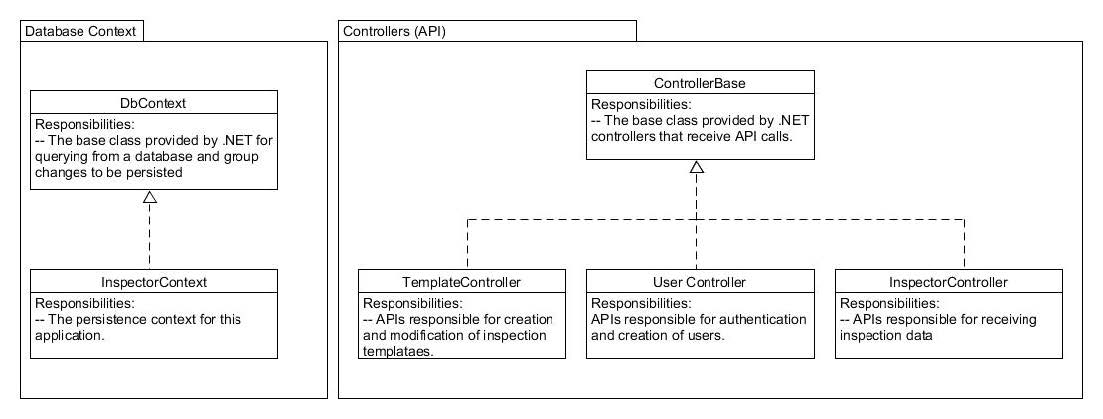 Database Context
DbContext
Responsibilities:
-- The base class provided by .NET for
querying from a database and group
changes to be persisted
InspectorContext
Responsibilities:
-- The persistence context for this
application.
Controllers (API)
ControllerBase
Responsibilities:
-- The base class provided by .NET
controllers that receive API calls.
TemplateController
Responsibilities:
-- APIs responsible for creation
and modification of inspection
templataes.
User Controller
Responsibilities:
APIs responsible for authentication
and creation of users.
InspectorController
Responsibilities:
-- APIs responsible for receiving
inspection data